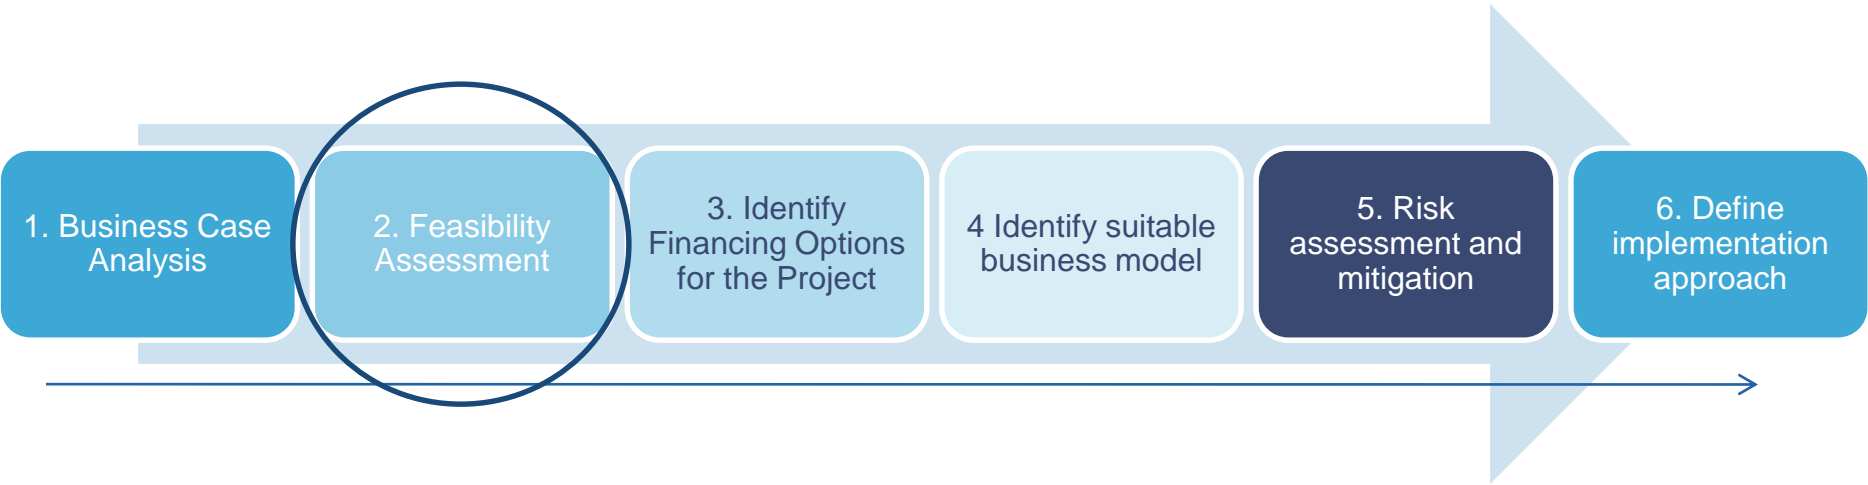 1. Business Case
Analysis
2. Feasibility
Assessment
3. Identify
Financing Options
for the Project
4 Identify suitable
business model
5. Risk
assessment and
mitigation
6. Define
implementation
approach